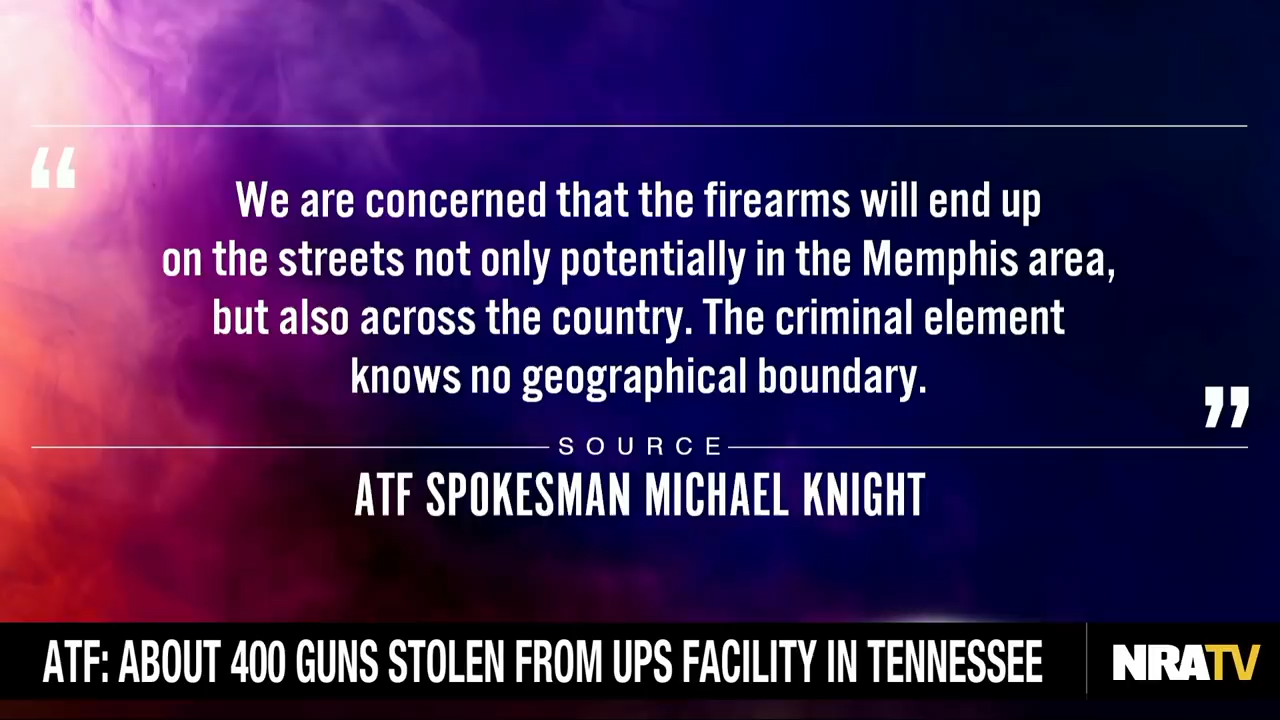 “
We are concerned that the firearms will end up
on the streets not only potentially in the Memphis area,
but also across the country. The criminal element
knows no geographical boundary.
”
SOURCE
ATF SPOKESMAN MICHAEL KNIGHT
ATF: ABOUT 400 GUNS STOLEN FROM UPS FACILITY IN TENNESSEE
NRATV